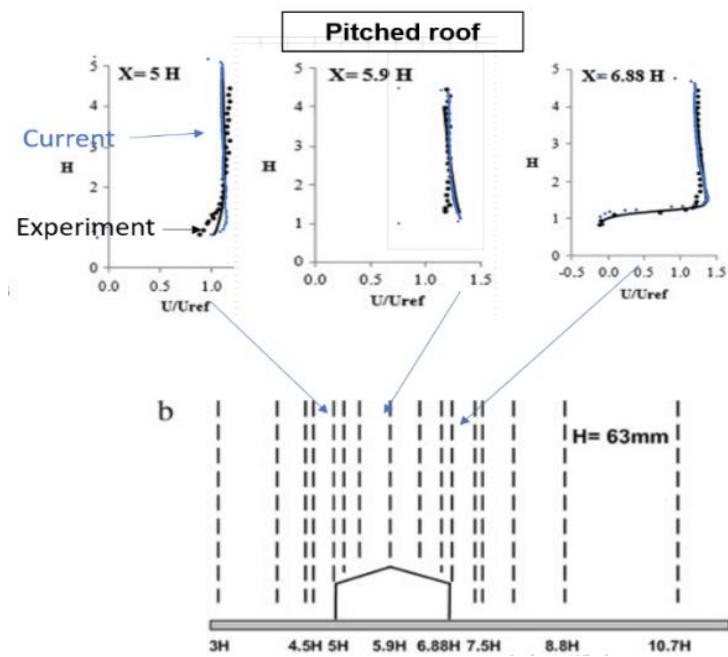 Pitched roof
X= 5 H
5
4
3
2
1
0
H
0.0 1.0
U/Uref
Current
Experiment
X= 5.9 H
5
4
3
2
1
0
H
0.0 0.5 1.0 1.5
U/Uref
X= 6.88 H
5
4
3
2
1
0
H
-0.5 0.0 0.5 1.0 1.5
U/Uref
b
H= 63mm
3H 4.5H 5H 5.9H 6.88H 7.5H 8.8H 10.7H